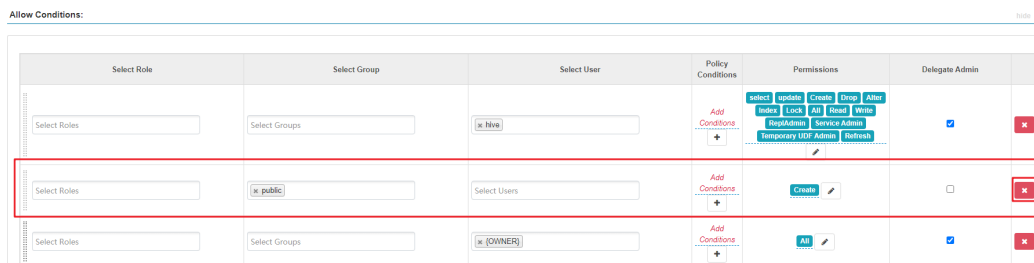 Allow Conditions:
hide
Select Role Select Group Select User Policy Conditions Permissions Delegate Admin
Select Roles Select Groups × hive Add Conditions + select update Create Drop Alter
Index Lock All Read Write
ReplAdmin Service Admin
Temporary UDF Admin Refresh
Select Roles × public Select Users Add Conditions + Create
Select Roles Select Groups × {OWNER} Add Conditions + All